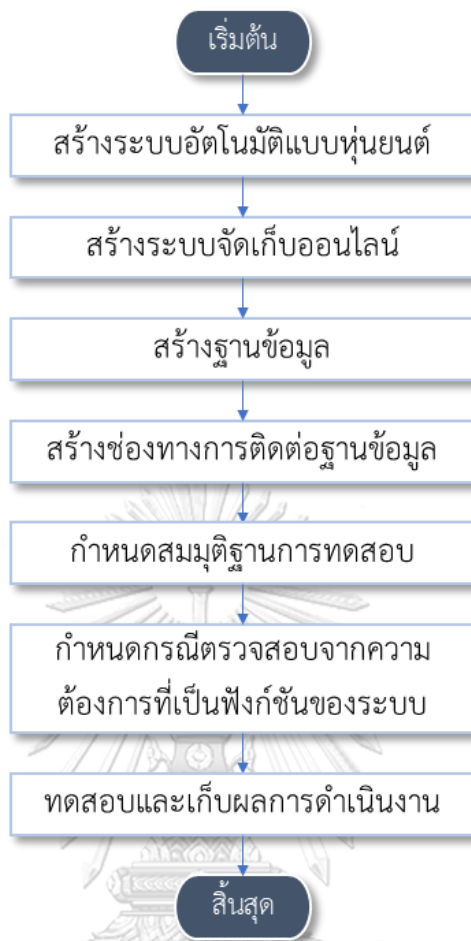 เริ่มต้น
สร้างระบบอัตโนมัติแบบหุ่นยนต์
สร้างระบบจัดเก็บออนไลน์
สร้างฐานข้อมูล
สร้างช่องทางการติดต่อฐานข้อมูล
กำหนดสมมุติฐานการทดสอบ
กำหนดกรณีตรวจสอบจากความ
ต้องการที่เป็นฟังก์ชันของระบบ
ทดสอบและเก็บผลการดำเนินงาน
สิ้นสุด